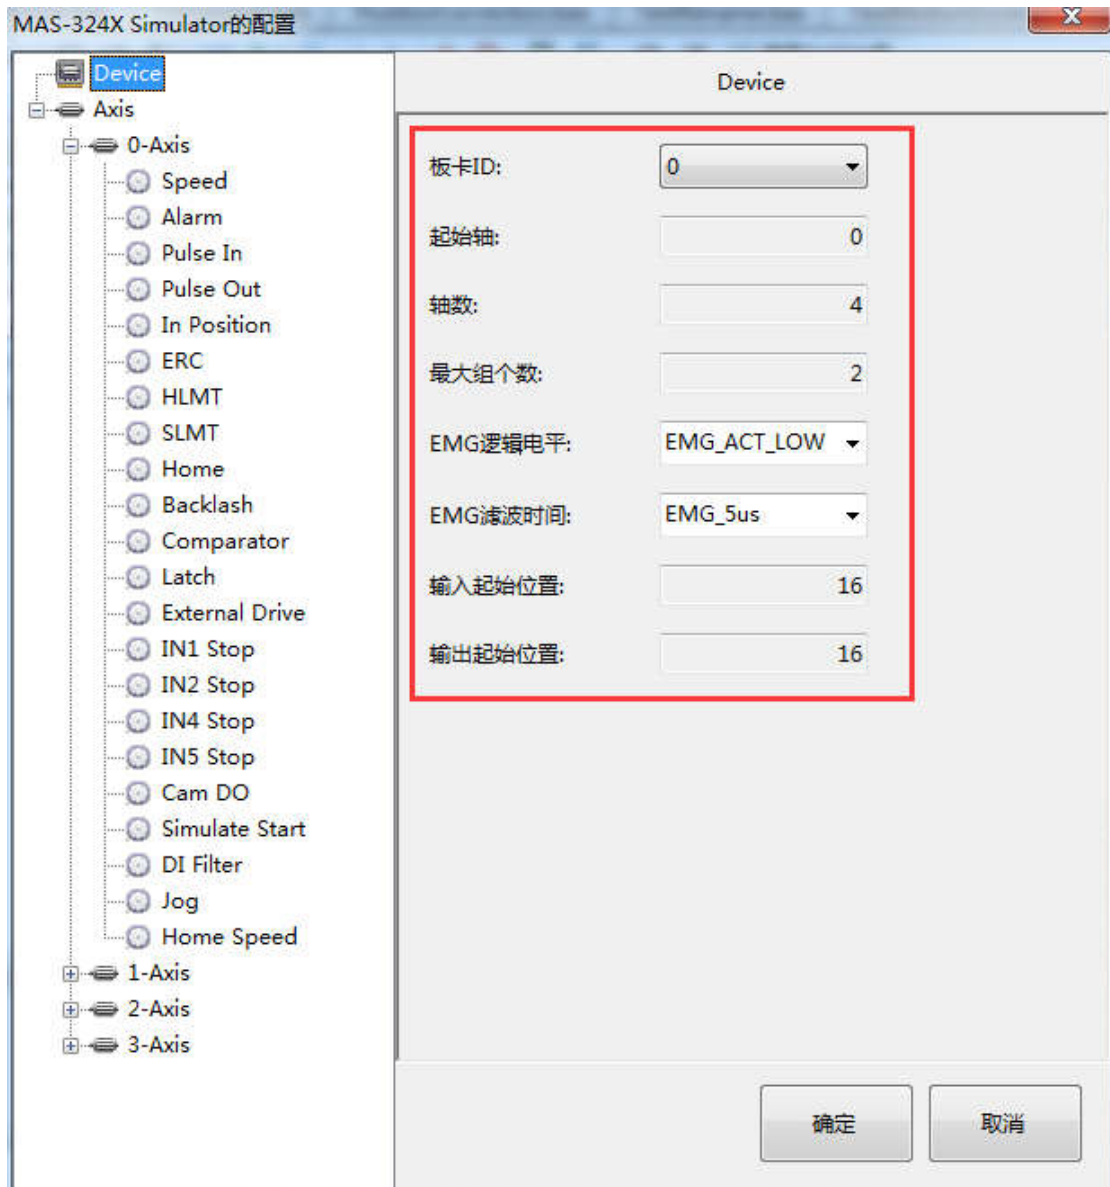 MAS-324X Simulator的配置
Device
Axis
0-Axis
Speed
Alarm
Pulse In
Pulse Out
In Position
ERC
HLMT
SLMT
Home
Backlash
Comparator
Latch
External Drive
IN1 Stop
IN2 Stop
IN4 Stop
IN5 Stop
Cam DO
Simulate Start
DI Filter
Jog
Home Speed
1-Axis
2-Axis
3-Axis
Device
板卡ID: 0
起始轴: 0
轴数: 4
最大组个数: 2
EMG逻辑电平: EMG_ACT_LOW
EMG滤波时间: EMG_5us
输入起始位置: 16
输出起始位置: 16
确定 取消